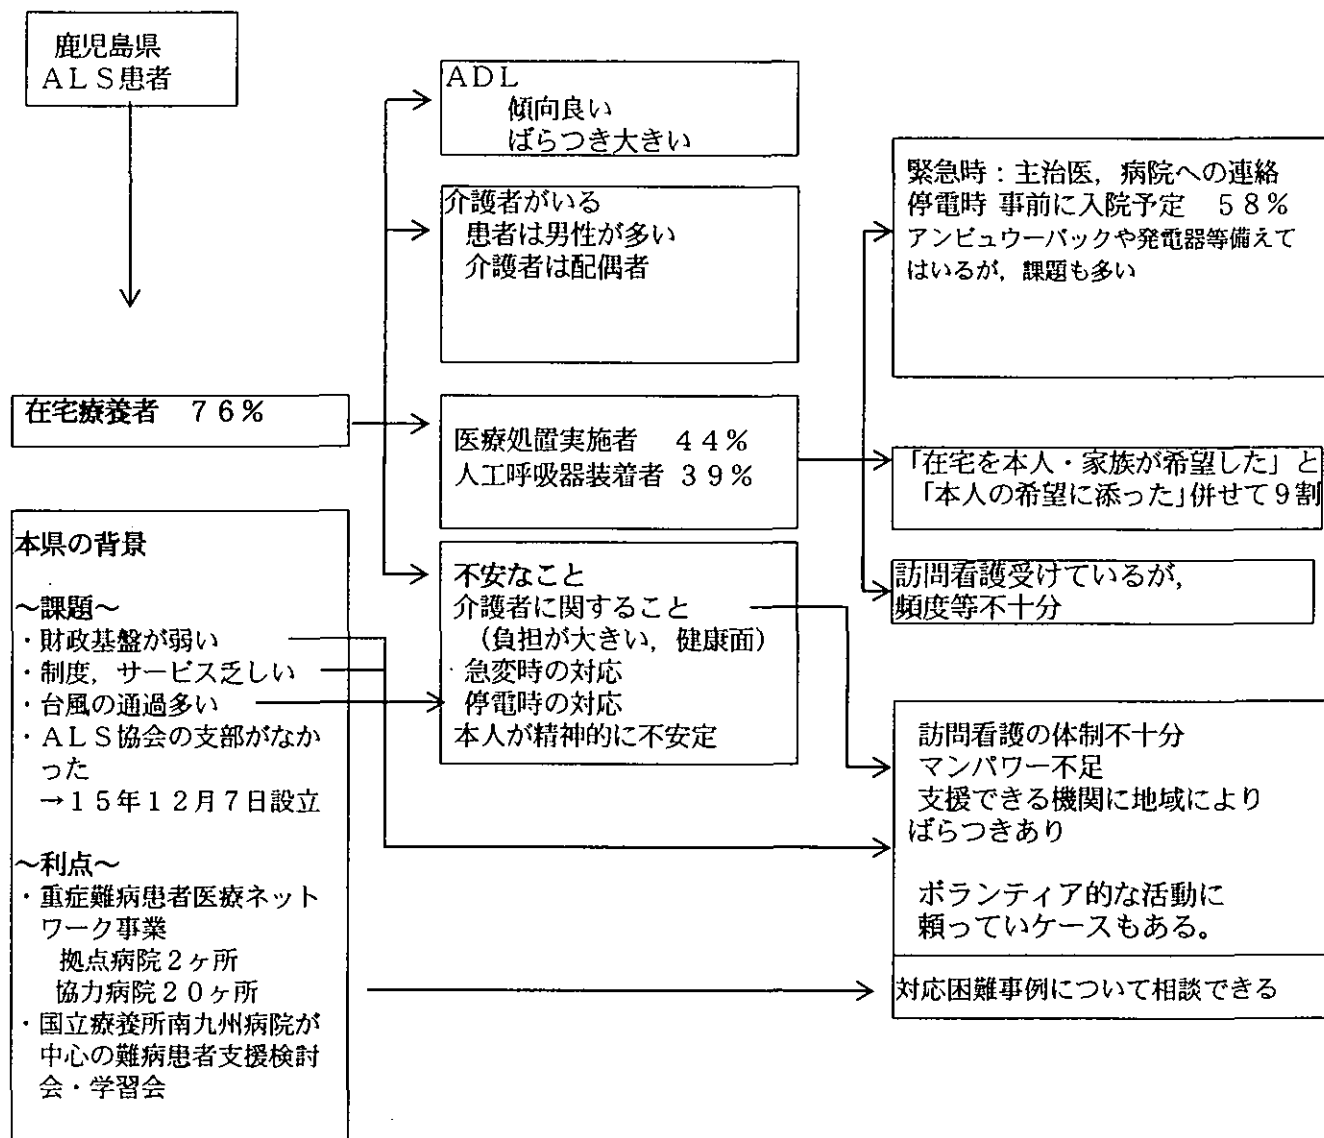 鹿児島県
ＡＬＳ患者
在宅療養者　７６％
本県の背景
～課題～
・財政基盤が弱い
・制度，サービス乏しい
・台風の通過多い
・ＡＬＳ協会の支部がなか
った
→１５年１２月７日設立
～利点～
・重症難病患者医療ネット
ワーク事業
拠点病院２ヶ所
協力病院２０ヶ所
・国立療養所南九州病院が
中心の難病患者支援検討
会・学習会
ＡＤＬ
傾向良い
ばらつき大きい
介護者がいる
患者は男性が多い
介護者は配偶者
医療処置実施者　４４％
人工呼吸器装着者 ３９％
不安なこと
介護者に関すること
（負担が大きい，健康面）
急変時の対応
停電時の対応
本人が精神的に不安定
緊急時：主治医，病院への連絡
停電時 事前に入院予定　５８％
アンビュウーバックや発電器等備えて
はいるが，課題も多い
「在宅を本人・家族が希望した」と
「本人の希望に添った」併せて９割
訪問看護受けているが，
頻度等不十分
訪問看護の体制不十分
マンパワー不足
支援できる機関に地域により
ばらつきあり
ボランティア的な活動に
頼っていケースもある。
対応困難事例について相談できる